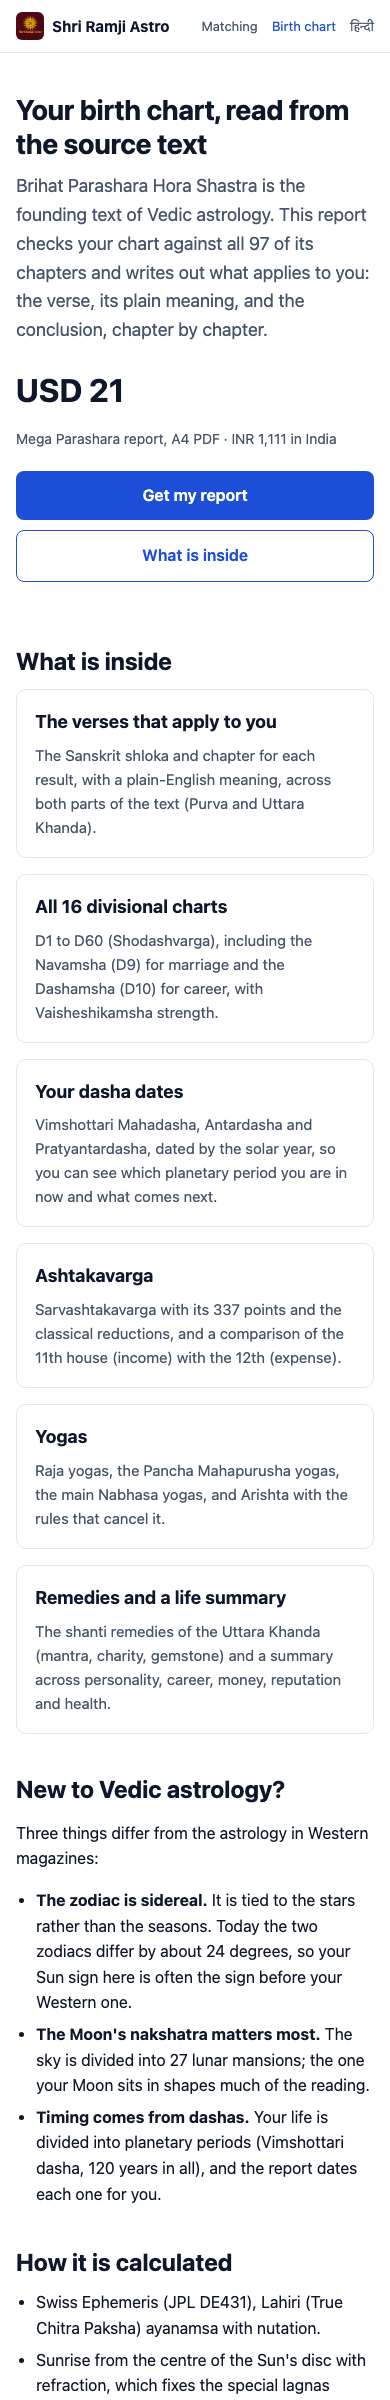 Shri Ramji Astro
Matching
Birth chart
हिन्दी
Your birth chart, read from
the source text
Brihat Parashara Hora Shastra is the
founding text of Vedic astrology. This report
checks your chart against all 97 of its
chapters and writes out what applies to you:
the verse, its plain meaning, and the
conclusion, chapter by chapter.
USD 21
Mega Parashara report, A4 PDF · INR 1,111 in India
Get my report
What is inside
What is inside
The verses that apply to you
The Sanskrit shloka and chapter for each
result, with a plain-English meaning, across
both parts of the text (Purva and Uttara
Khanda).
All 16 divisional charts
D1 to D60 (Shodashvarga), including the
Navamsha (D9) for marriage and the
Dashamsha (D10) for career, with
Vaisheshikamsha strength.
Your dasha dates
Vimshottari Mahadasha, Antardasha and
Pratyantardasha, dated by the solar year, so
you can see which planetary period you are in
now and what comes next.
Ashtakavarga
Sarvashtakavarga with its 337 points and the
classical reductions, and a comparison of the
11th house (income) with the 12th (expense).
Yogas
Raja yogas, the Pancha Mahapurusha yogas,
the main Nabhasa yogas, and Arishta with the
rules that cancel it.
Remedies and a life summary
The shanti remedies of the Uttara Khanda
(mantra, charity, gemstone) and a summary
across personality, career, money, reputation
and health.
New to Vedic astrology?
Three things differ from the astrology in Western
magazines:
• The zodiac is sidereal. It is tied to the stars
rather than the seasons. Today the two
zodiacs differ by about 24 degrees, so your
Sun sign here is often the sign before your
Western one.
• The Moon's nakshatra matters most. The
sky is divided into 27 lunar mansions; the one
your Moon sits in shapes much of the reading.
• Timing comes from dashas. Your life is
divided into planetary periods (Vimshottari
dasha, 120 years in all), and the report dates
each one for you.
How it is calculated
• Swiss Ephemeris (JPL DE431), Lahiri (True
Chitra Paksha) ayanamsa with nutation.
• Sunrise from the centre of the Sun's disc with
refraction, which fixes the special lagnas